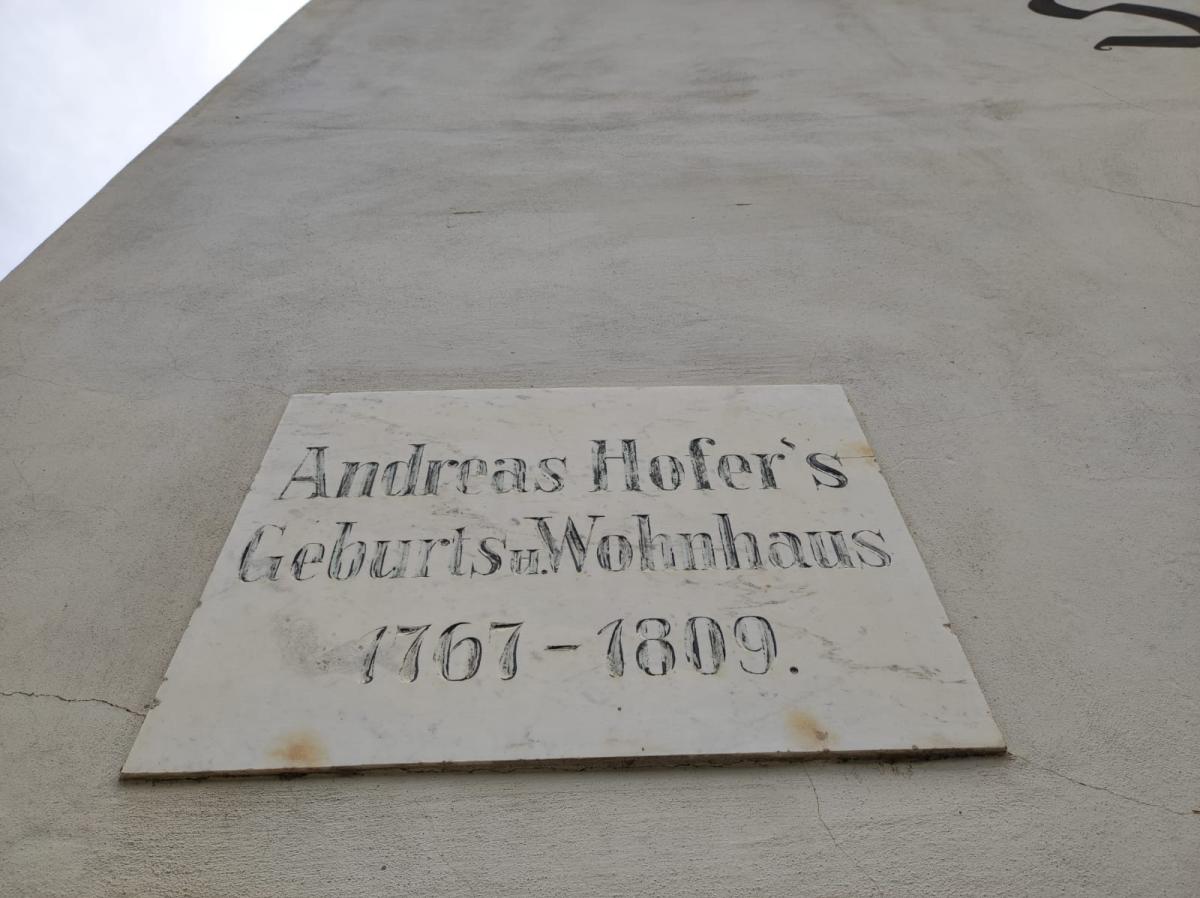 Andreas Hofer`s
Geburts u. Wohnhaus
1767 - 1809.